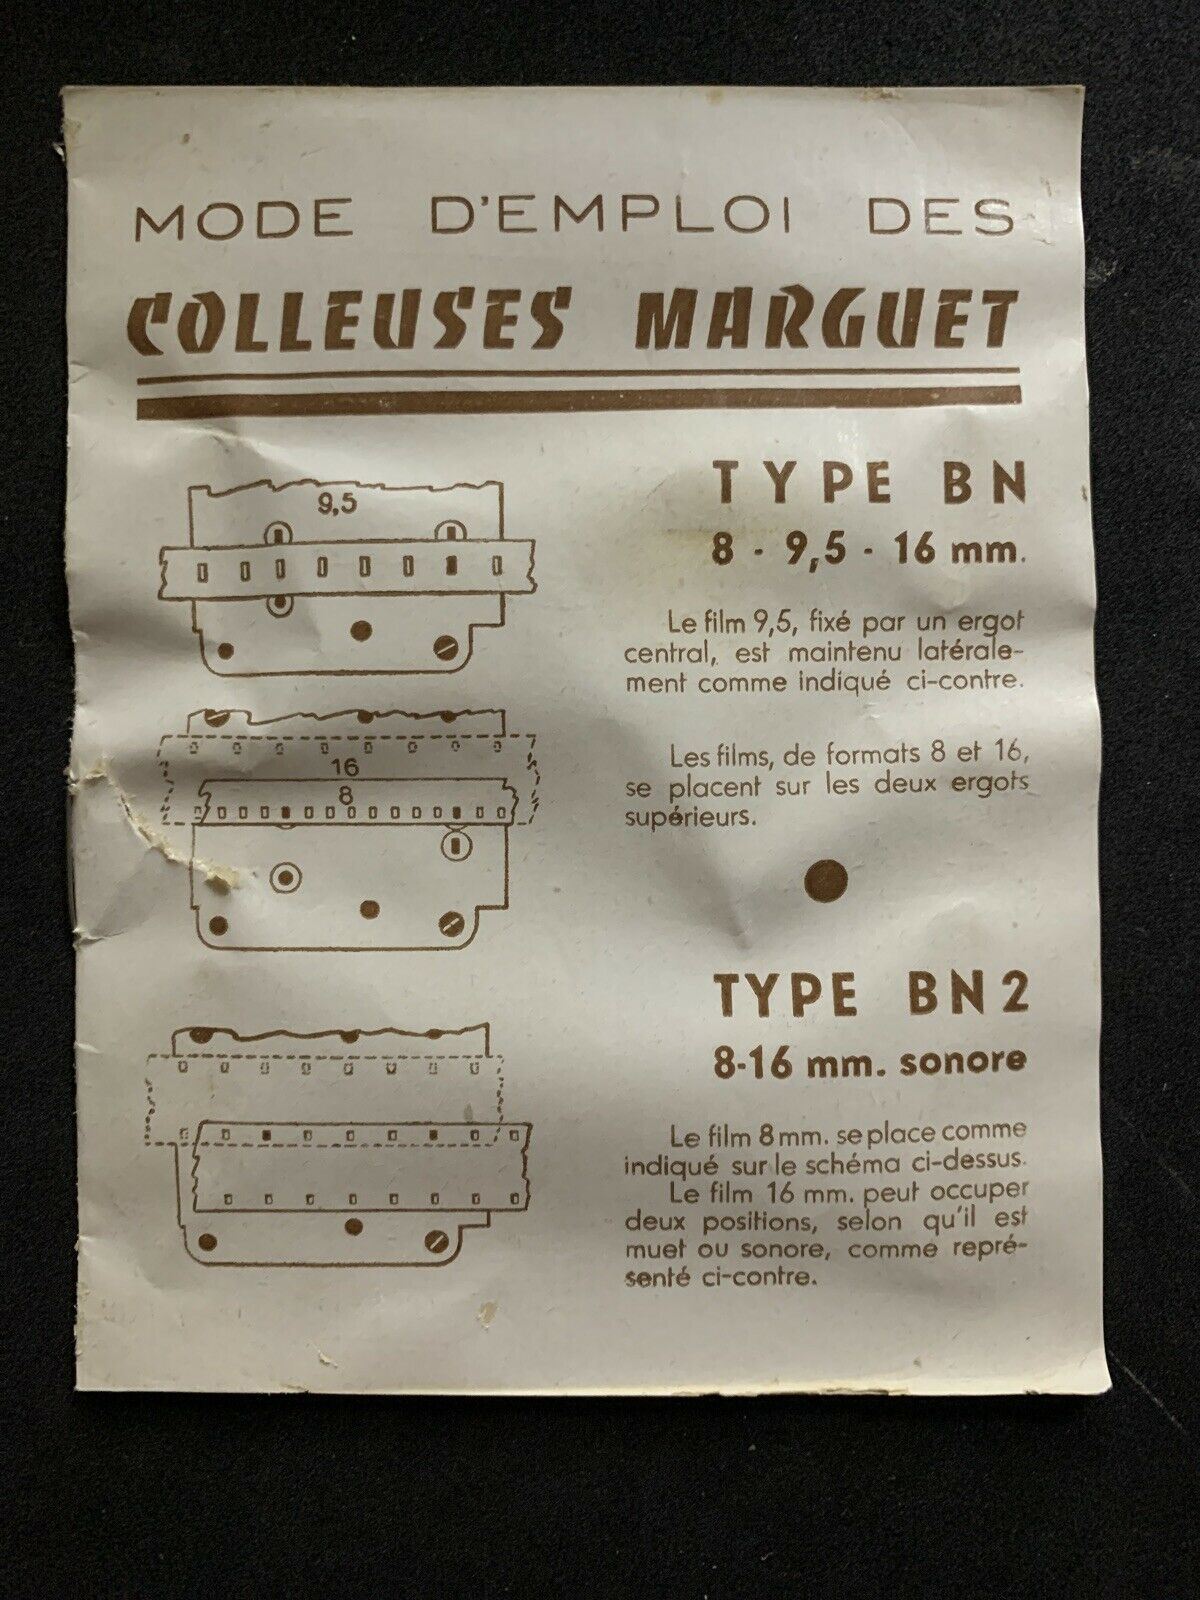 MODE D'EMPLOI DES
COLLEUSES MARGUET
TYPE BN
8 - 9,5 - 16 mm.
9,5
Le film 9,5, fixé par un ergot
central, est maintenu latérale-
ment comme indiqué ci-contre.
16
8
Les films, de formats 8 et 16,
se placent sur les deux ergots
supérieurs.
TYPE BN2
8-16 mm. sonore
Le film 8mm. se place comme
indiqué sur le schéma ci-dessus.
Le film 16 mm. peut occuper
deux positions, selon qu'il est
muet ou sonore, comme repré-
senté ci-contre.